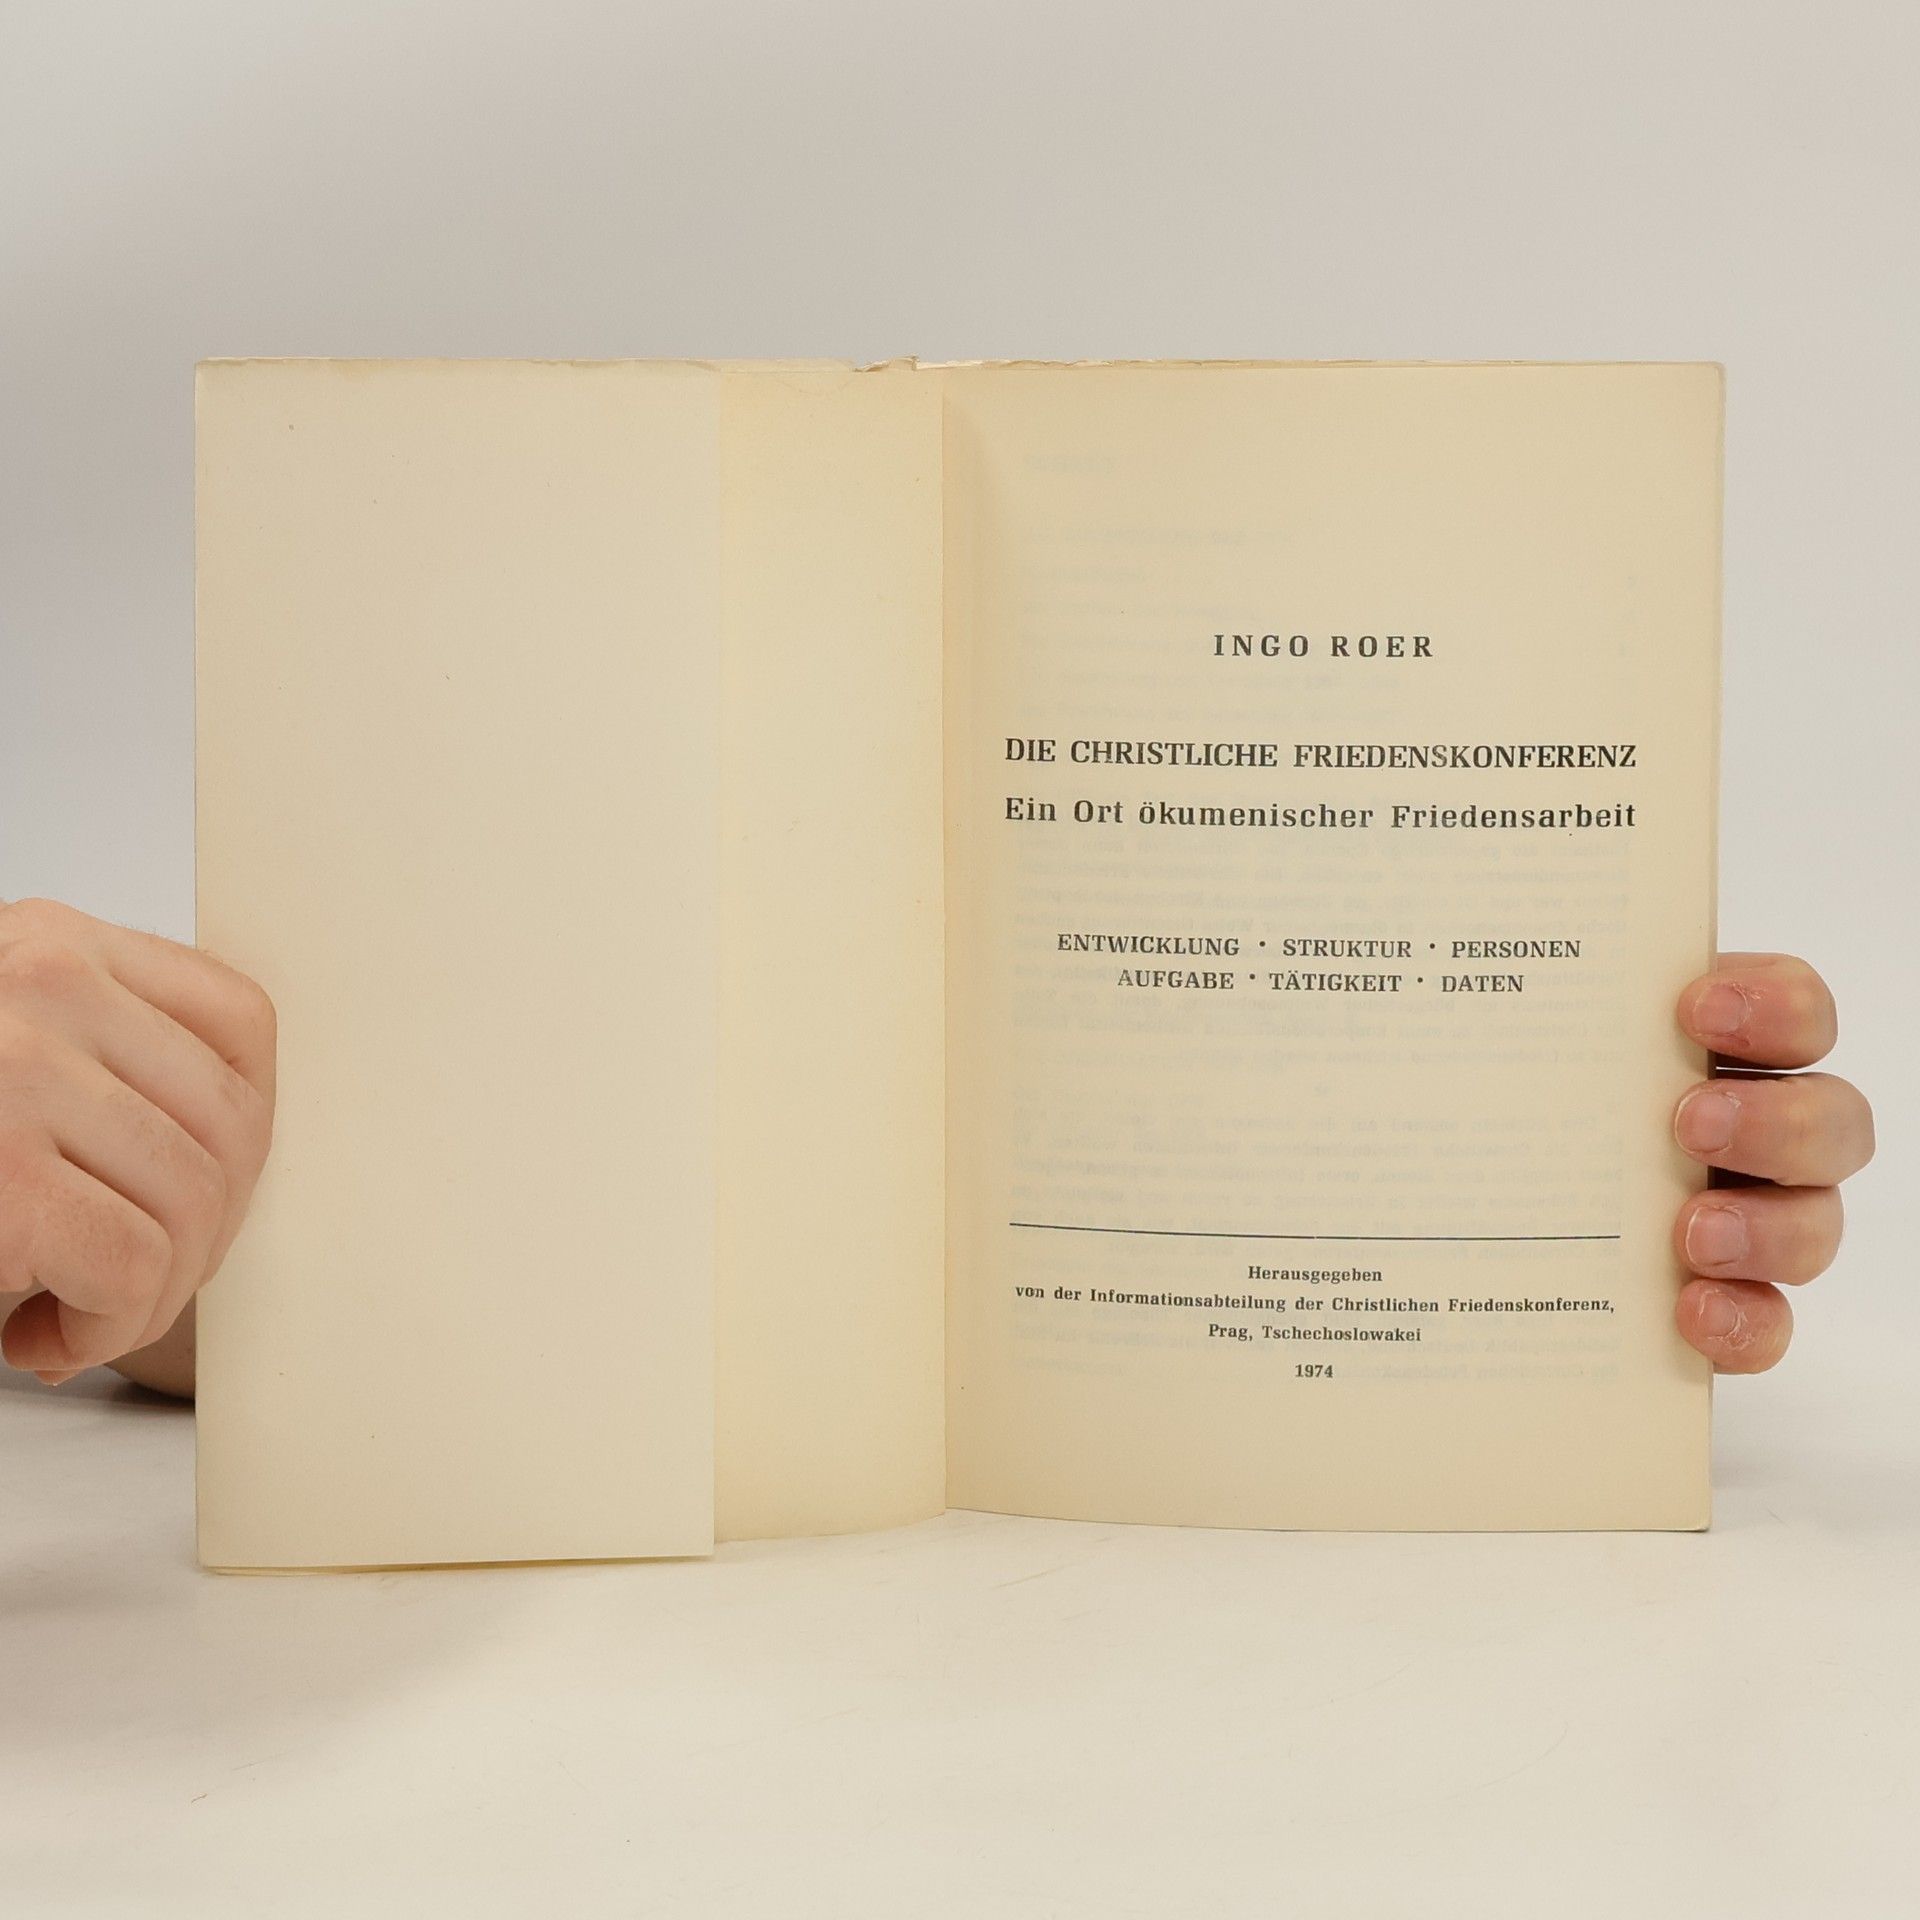 INGO ROER
DIE CHRISTLICHE FRIEDENSKONFERENZ
Ein Ort ökumenischer Friedensarbeit
ENTWICKLUNG • STRUKTUR • PERSONEN
AUFGABE • TÄTIGKEIT • DATEN
Herausgegeben
von der Informationsabteilung der Christlichen Friedenskonferenz,
Prag, Tschechoslowakei
1974